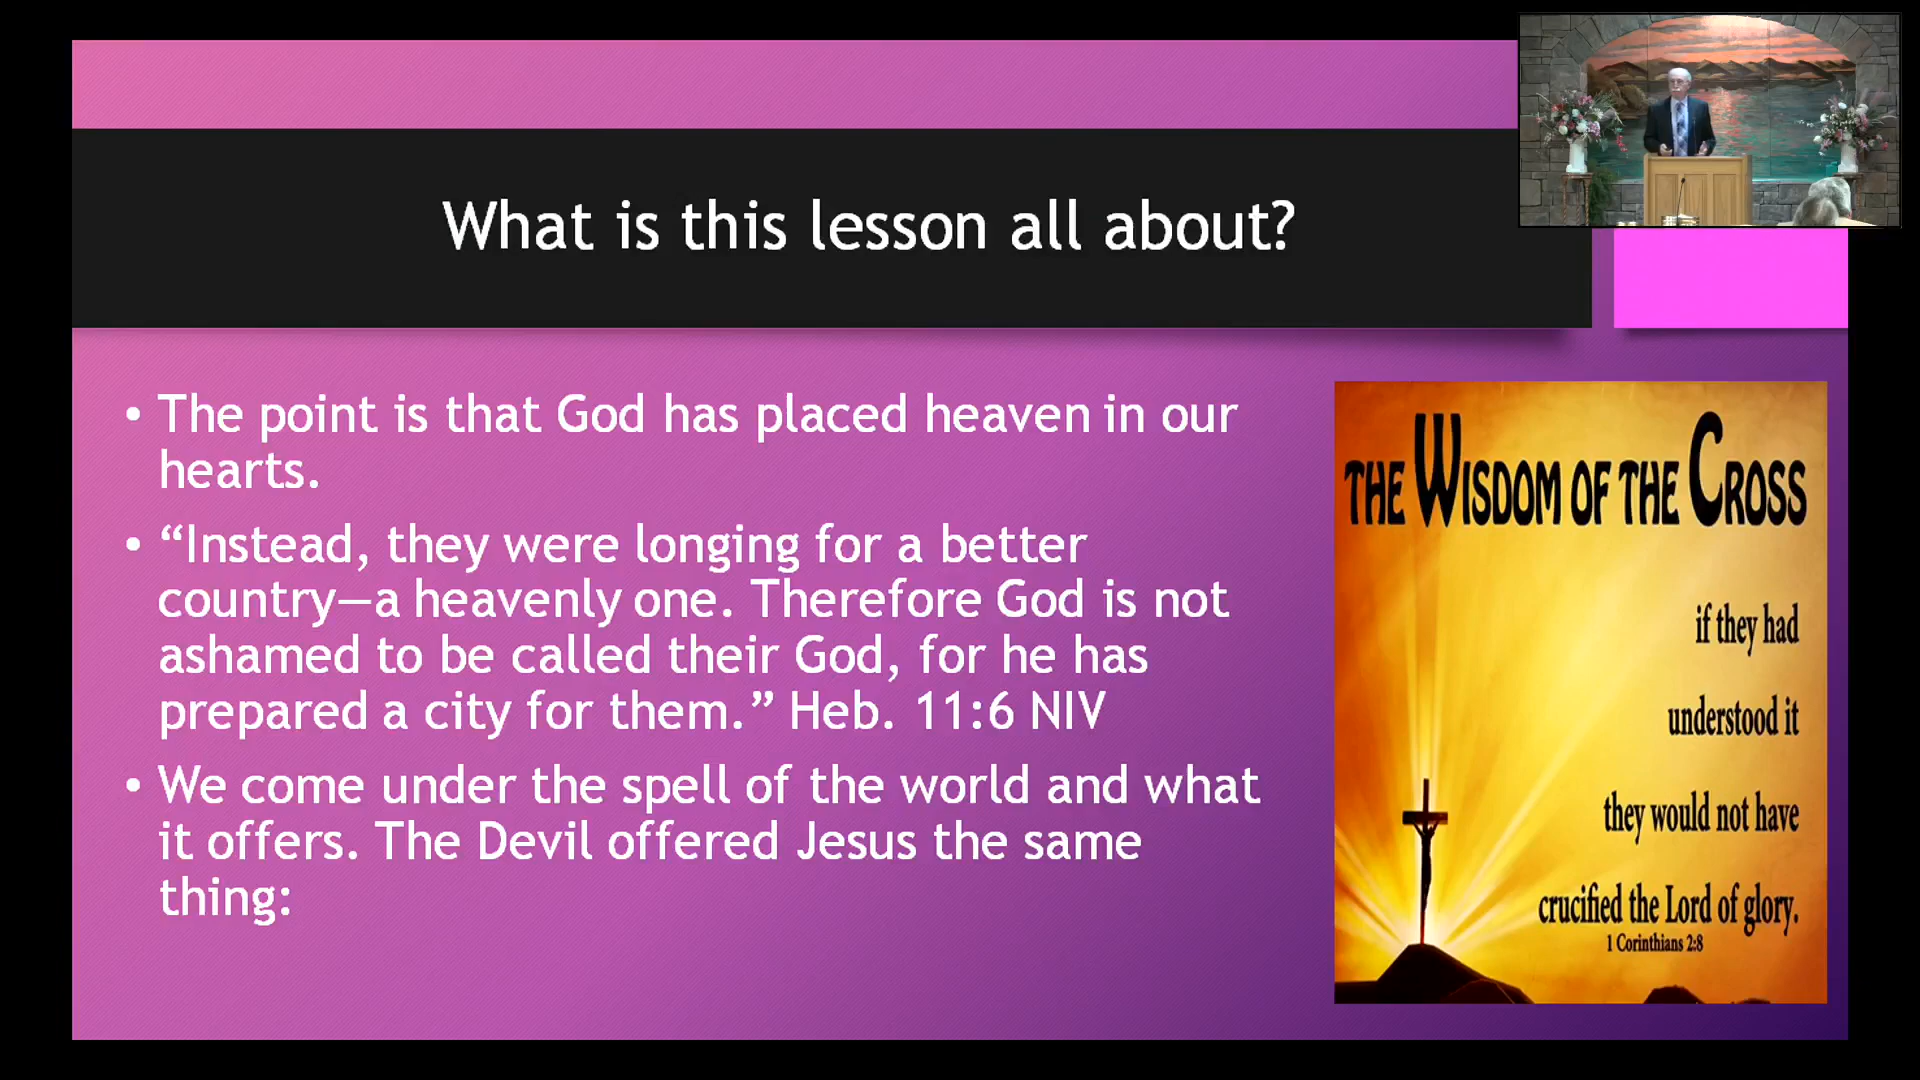 What is this lesson all about?
• The point is that God has placed heaven in our
hearts.
• “Instead, they were longing for a better
country—a heavenly one. Therefore God is not
ashamed to be called their God, for he has
prepared a city for them.” Heb. 11:6 NIV
• We come under the spell of the world and what
it offers. The Devil offered Jesus the same
thing:
THE WISDOM OF THE CROSS
if they had
understood it
they would not have
crucified the Lord of glory.
1 Corinthians 2:8